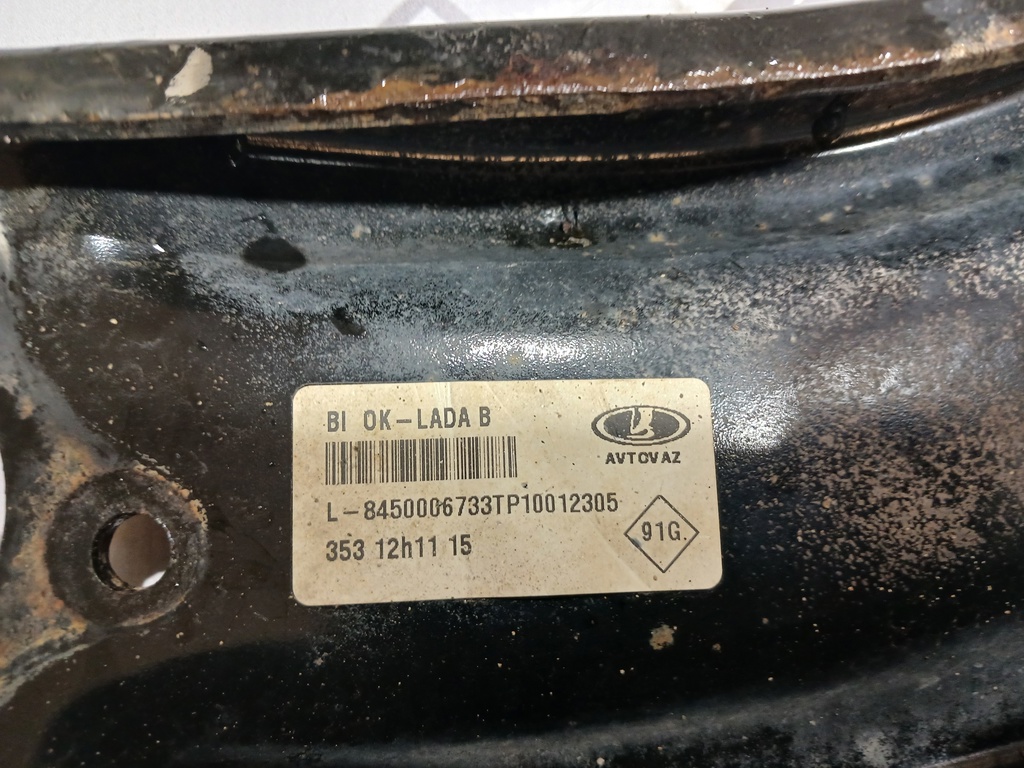 BI OK-LADA B
AVTOVAZ
L-8450006733TP10012305
353 12h11 15
91G.